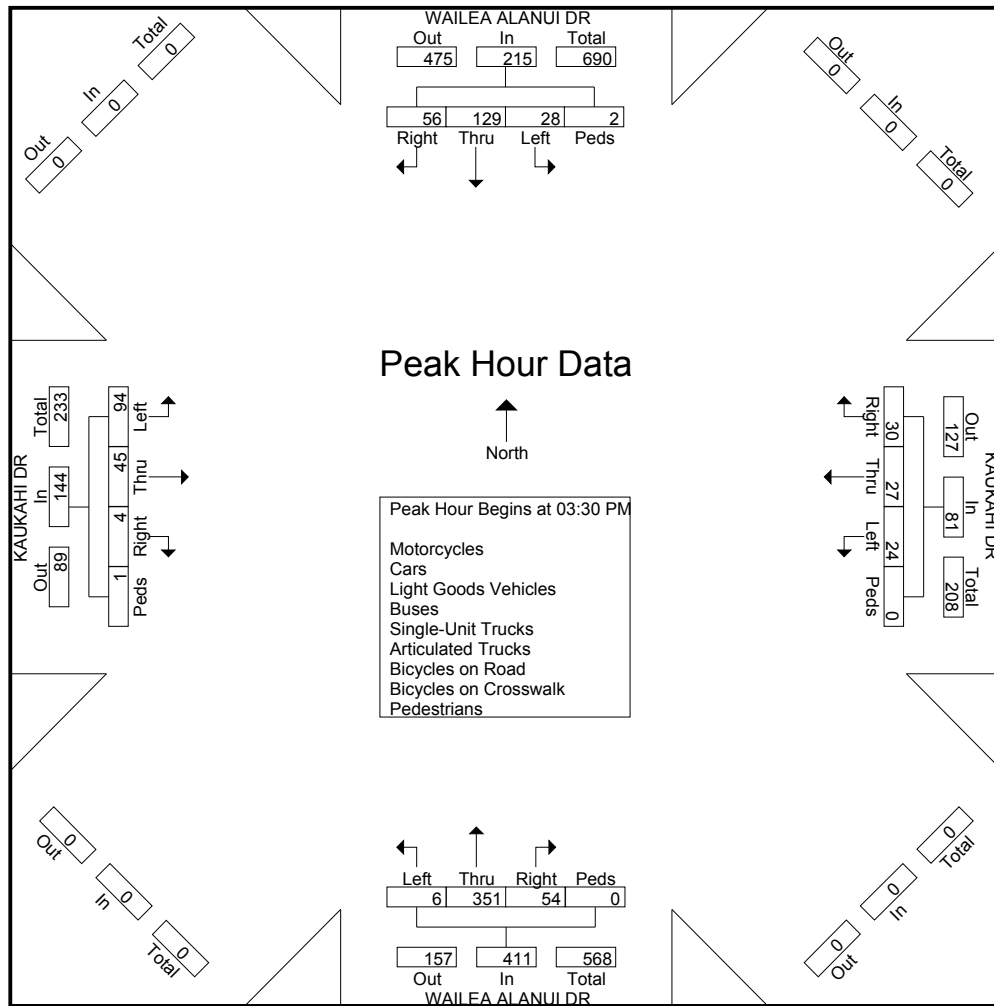 WAILEA ALANUI DR
Out In Total
475 215 690
56 129 28 2
Right Thru Left Peds
Total
0
In
0
Out
0
Out
0
In
0
Total
0
KAUKAHI DR
Total In Out
233 144 89
94 45 4 1
Left Thru Right Peds
Peak Hour Data
North
Peak Hour Begins at 03:30 PM
Motorcycles
Cars
Light Goods Vehicles
Buses
Single-Unit Trucks
Articulated Trucks
Bicycles on Road
Bicycles on Crosswalk
Pedestrians
Right Thru Left Peds
30 27 24 0
Out In Total
127 81 208
KAUKAHI DR
0
Out
0
In
0
Total
Left Thru Right Peds
6 351 54 0
157 411 568
Out In Total
WAILEA ALANUI DR
0
Total
0
In
0
Out